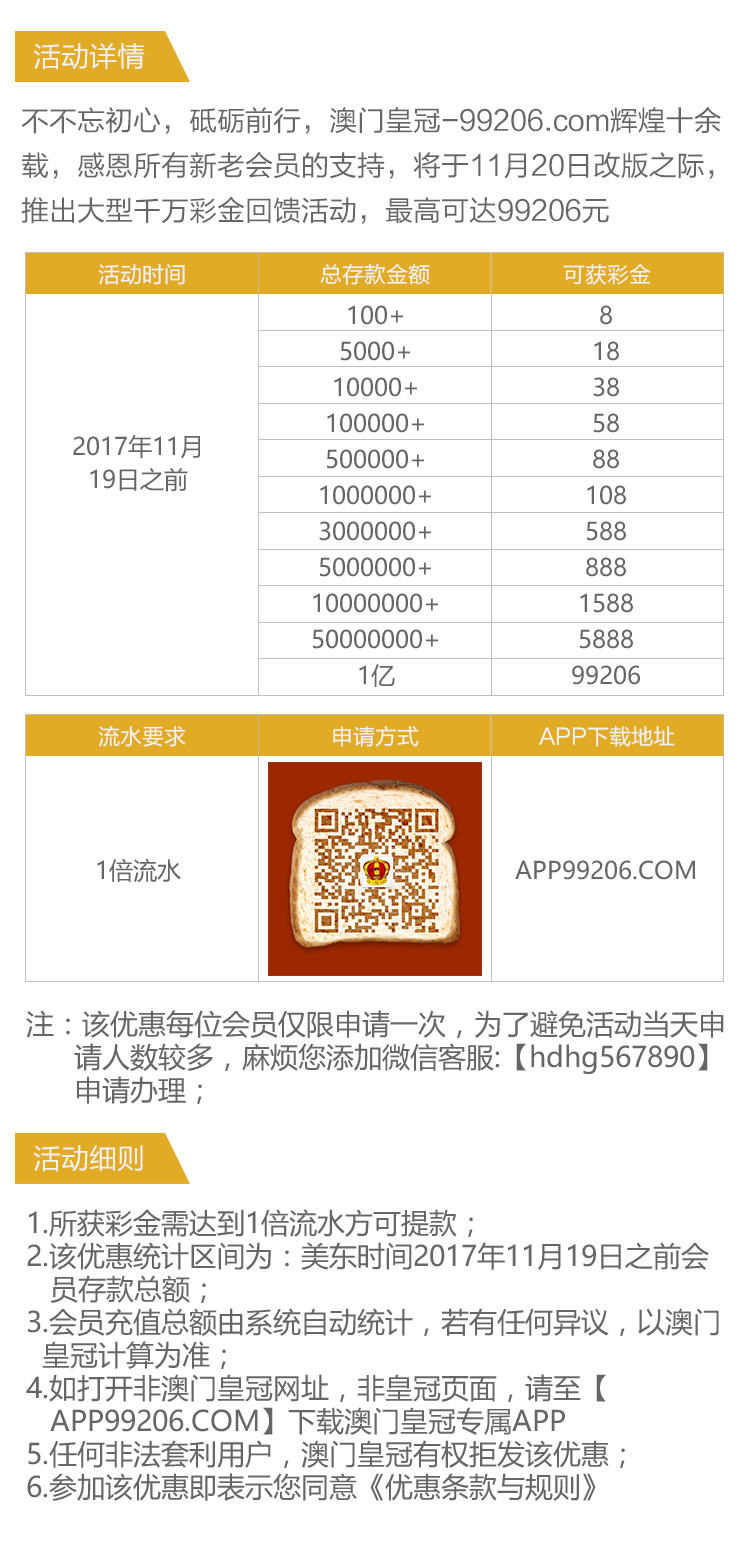 活动详情
不不忘初心，砥砺前行，澳门皇冠-99206.com辉煌十余
载，感恩所有新老会员的支持，将于11月20日改版之际，
推出大型千万彩金回馈活动，最高可达99206元
活动时间 总存款金额 可获彩金
100+ 8
5000+ 18
10000+ 38
100000+ 58
2017年11月
19日之前
500000+ 88
1000000+ 108
3000000+ 588
5000000+ 888
10000000+ 1588
50000000+ 5888
1亿 99206
流水要求 申请方式 APP下载地址
1倍流水 APP99206.COM
注：该优惠每位会员仅限申请一次，为了避免活动当天申
请人数较多，麻烦您添加微信客服:【hdhg567890】
申请办理；
活动细则
1.所获彩金需达到1倍流水方可提款；
2.该优惠统计区间为：美东时间2017年11月19日之前会
员存款总额；
3.会员充值总额由系统自动统计，若有任何异议，以澳门
皇冠计算为准；
4.如打开非澳门皇冠网址，非皇冠页面，请至【
APP99206.COM】下载澳门皇冠专属APP
5.任何非法套利用户，澳门皇冠有权拒发该优惠；
6.参加该优惠即表示您同意《优惠条款与规则》